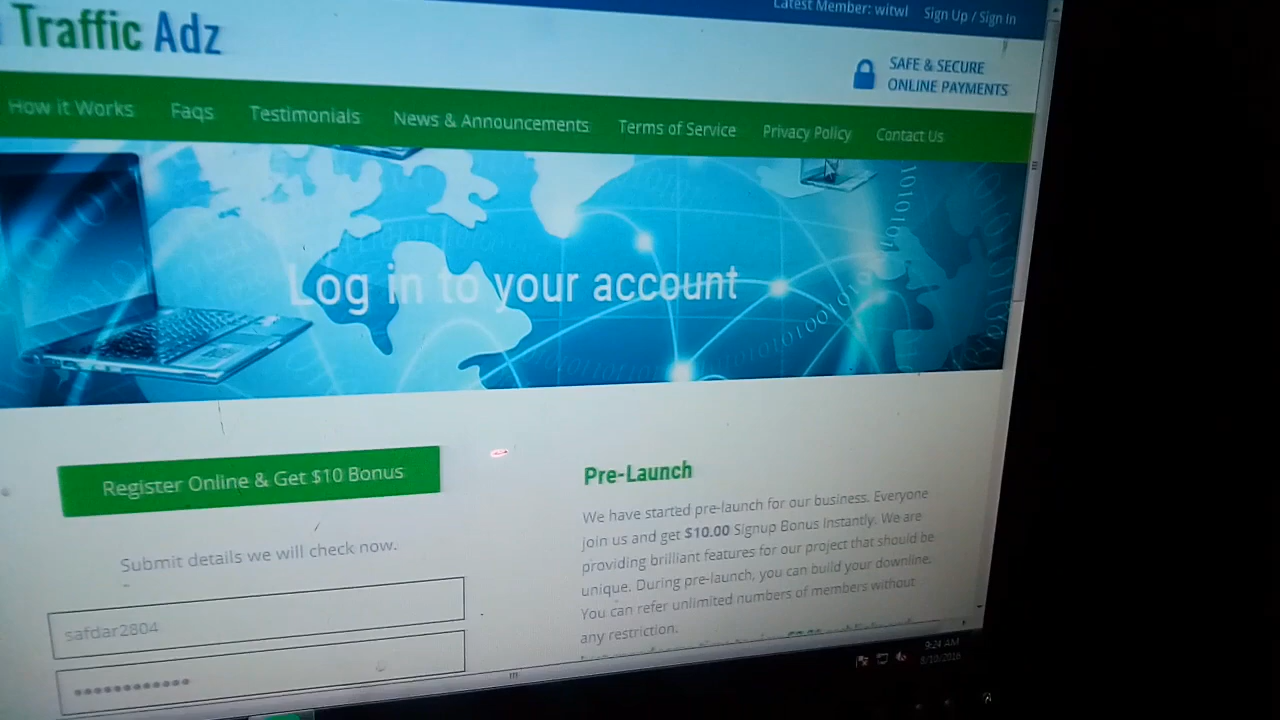 Traffic Adz
Latest Member: witwl Sign Up / Sign In
SAFE & SECURE
ONLINE PAYMENTS
How it Works Faqs Testimonials News & Announcements Terms of Service Privacy Policy Contact Us
Log in to your account
Register Online & Get $10 Bonus
Submit details we will check now.
safdar2804
Pre-Launch
We have started pre-launch for our business. Everyone
join us and get $10.00 Signup Bonus Instantly. We are
providing brilliant features for our project that should be
unique. During pre-launch, you can build your downline.
You can refer unlimited numbers of members without
any restriction.
9:24 AM